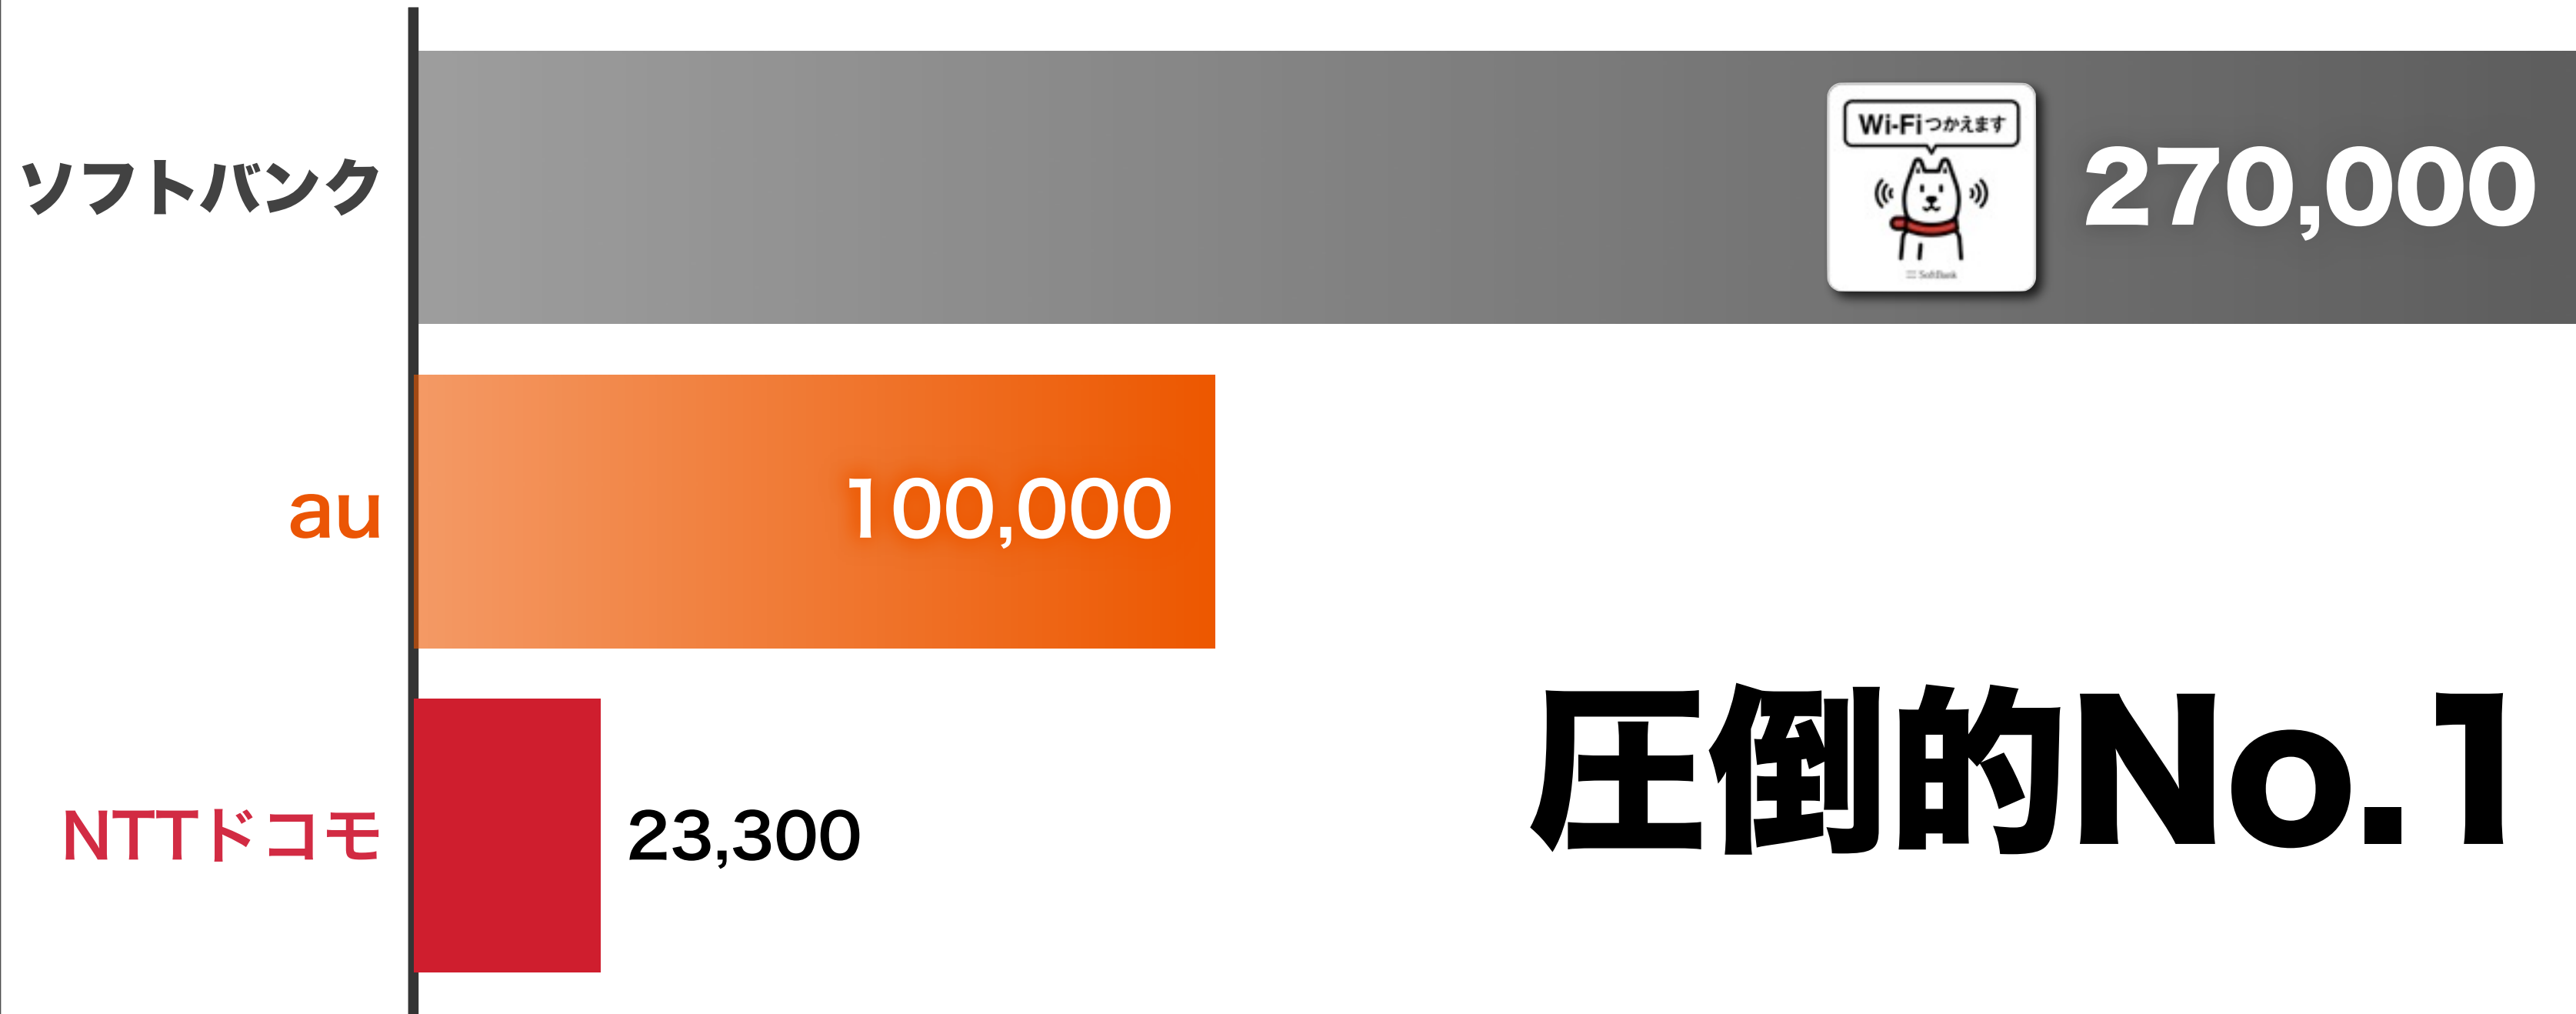 ソフトバンク
Wi-Fiつかえます
SoftBank
270,000
au
100,000
NTTドコモ
23,300
圧倒的No.1